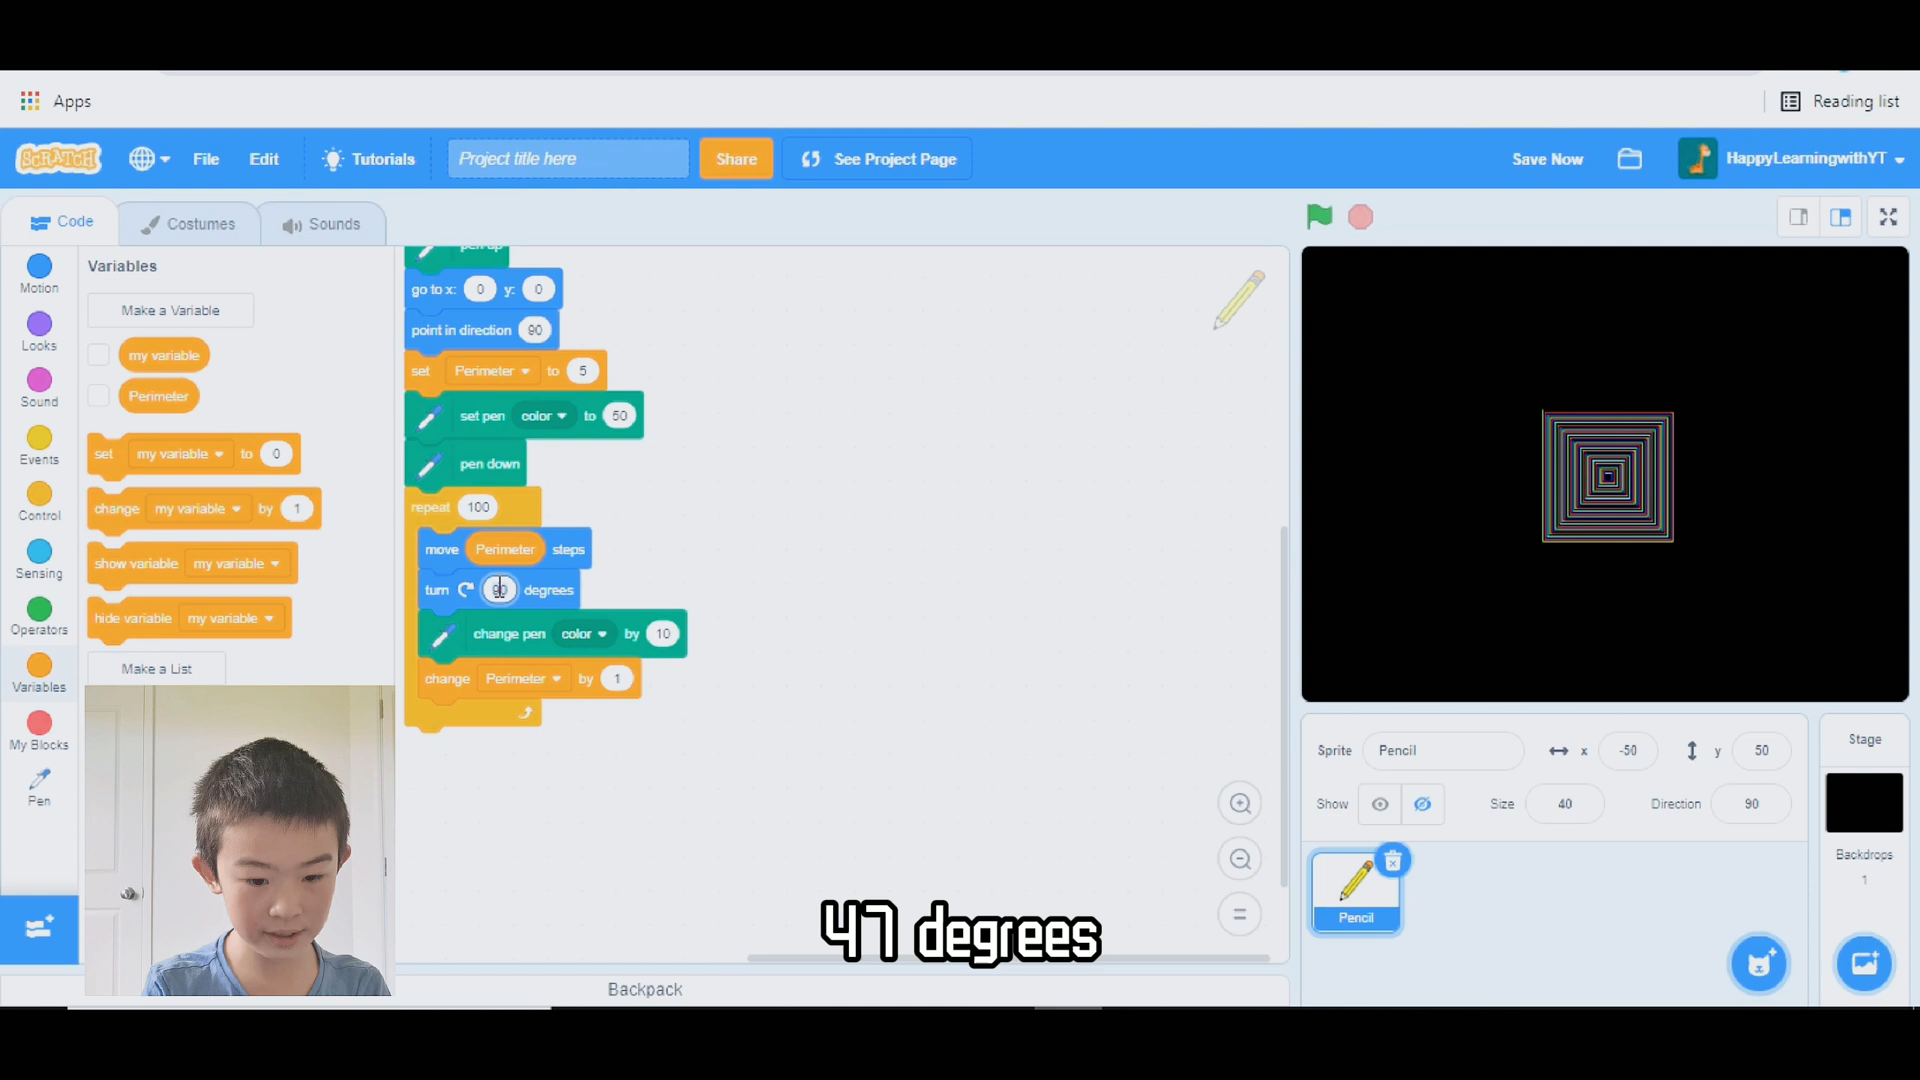 Apps
Reading list
SCRATCH
File
Edit
Tutorials
Project title here
Share
See Project Page
Save Now
HappyLearningwithYT
Code
Costumes
Sounds
Motion
Looks
Sound
Events
Control
Sensing
Operators
Variables
My Blocks
Pen
Variables
Make a Variable
my variable
Perimeter
set my variable to 0
change my variable by 1
show variable my variable
hide variable my variable
Make a List
pen up
go to x: 0 y: 0
point in direction 90
set Perimeter to 5
set pen color to 50
pen down
repeat 100
move Perimeter steps
turn 90 degrees
change pen color by 10
change Perimeter by 1
47 degrees
Backpack
Sprite Pencil x -50 y 50
Show Size 40 Direction 90
Pencil
Stage
Backdrops
1